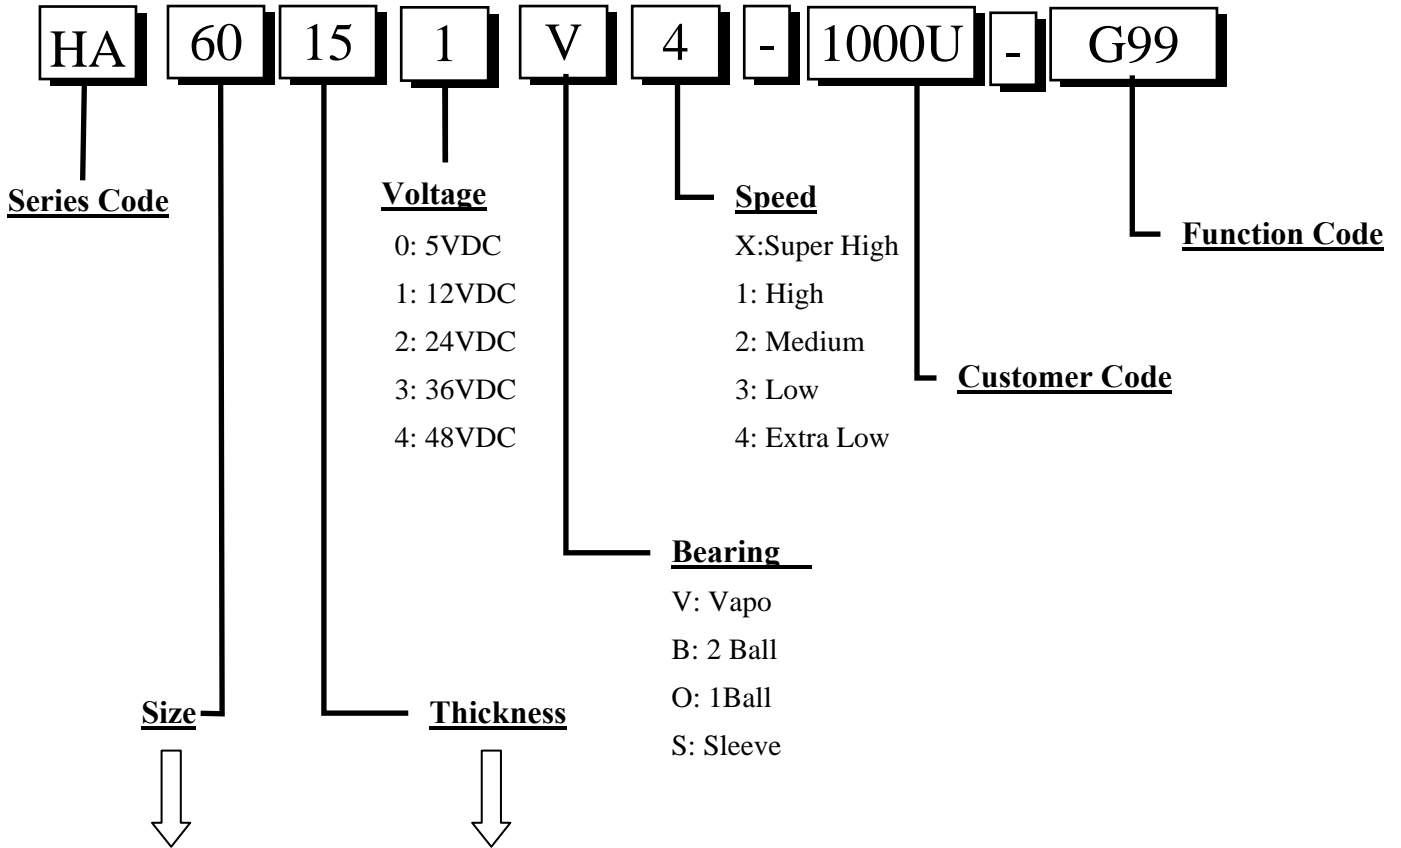 HA 60 15 1 V 4 - 1000U - G99
Series Code
Voltage
0: 5VDC
1: 12VDC
2: 24VDC
3: 36VDC
4: 48VDC
Speed
X:Super High
1: High
2: Medium
3: Low
4: Extra Low
Function Code
Customer Code
Bearing
V: Vapo
B: 2 Ball
O: 1Ball
S: Sleeve
Size
Thickness